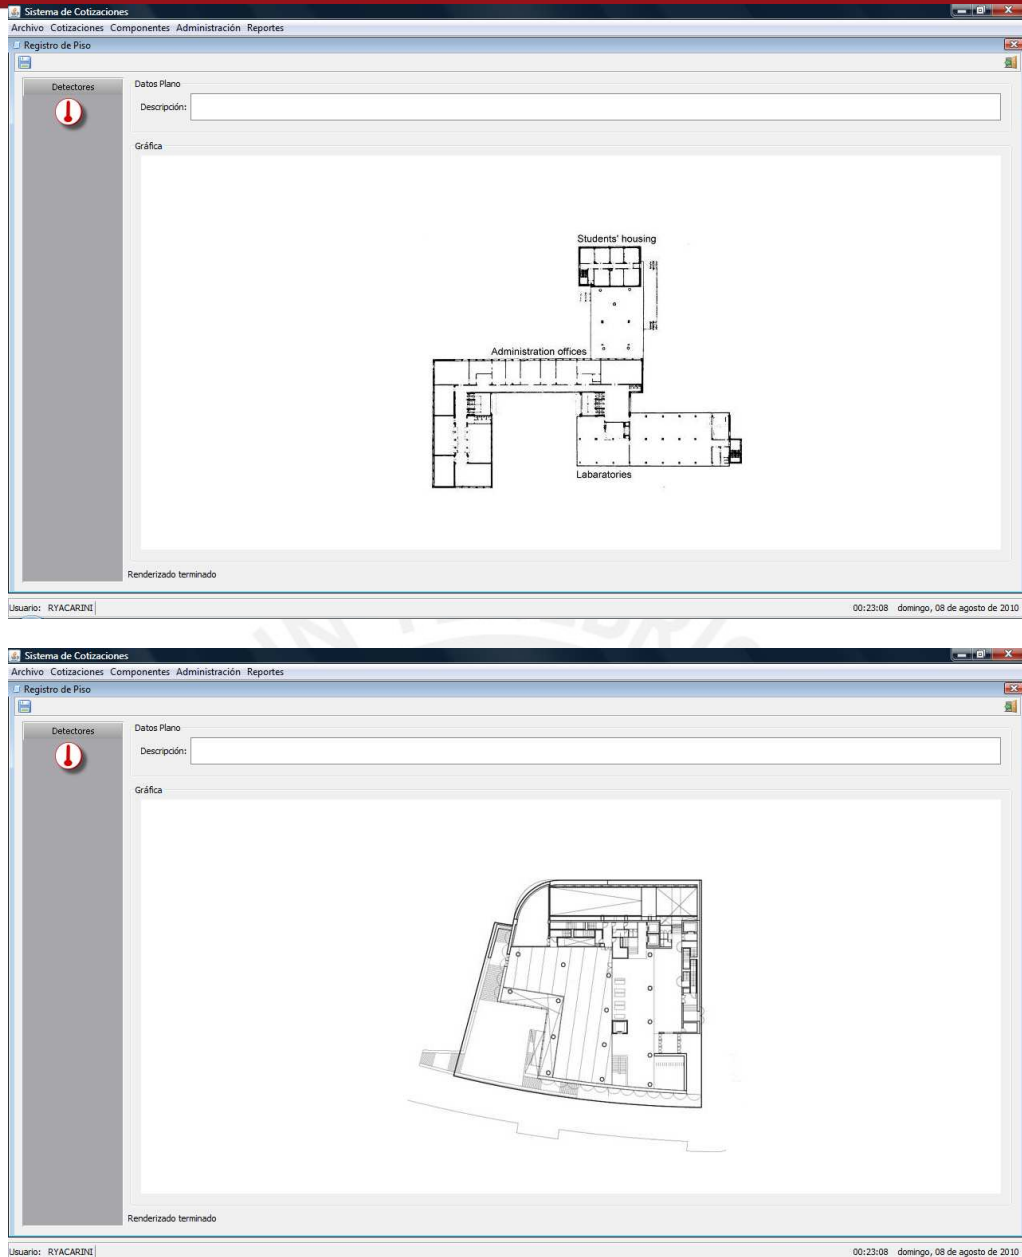 Sistema de Cotizaciones
Archivo Cotizaciones Componentes Administración Reportes
Registro de Piso
Detectores
Datos Plano
Descripción:
Gráfica
Students' housing
Administration offices
Labaratories
Renderizado terminado
Usuario: RYACARINI
00:23:08 domingo, 08 de agosto de 2010
Sistema de Cotizaciones
Archivo Cotizaciones Componentes Administración Reportes
Registro de Piso
Detectores
Datos Plano
Descripción:
Gráfica
Renderizado terminado
Usuario: RYACARINI
00:23:08 domingo, 08 de agosto de 2010